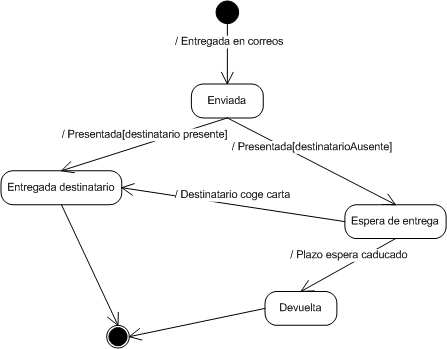 / Entregada en correos
Enviada
/ Presentada[destinatario presente]
/ Presentada[destinatarioAusente]
Entregada destinatario
/ Destinatario coge carta
Espera de entrega
/ Plazo espera caducado
Devuelta